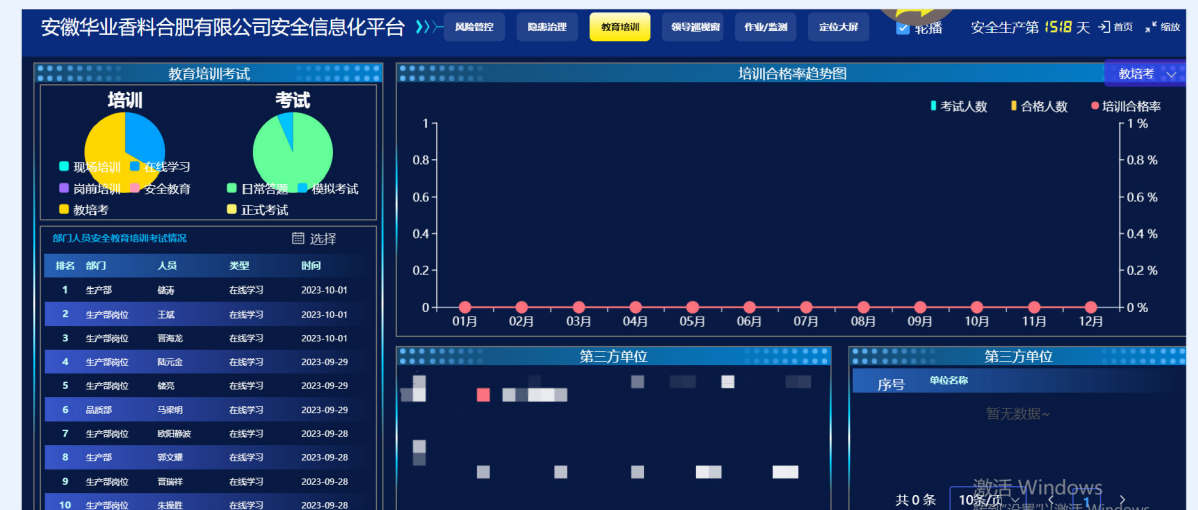 安徽华业香料合肥有限公司安全信息化平台 风险管控 隐患治理 教育培训 领导巡视窗 作业/监测 定位大屏 轮播 安全生产第 1518 天 首页 缩放
教育培训考试
培训 考试
现场培训 在线学习
岗前培训 安全教育 日常答题 模拟考试
教培考 正式考试
部门人员安全教育培训考试情况 选择
排名 部门 人员 类型 时间
1 生产部 储涛 在线学习 2023-10-01
2 生产部岗位 王斌 在线学习 2023-10-01
3 生产部岗位 晋海龙 在线学习 2023-10-01
4 生产部岗位 陆元金 在线学习 2023-09-29
5 生产部岗位 储亮 在线学习 2023-09-29
6 品质部 马梁明 在线学习 2023-09-29
7 生产部岗位 欧阳静波 在线学习 2023-09-28
8 生产部 郭文耀 在线学习 2023-09-28
9 生产部岗位 晋瑞祥 在线学习 2023-09-28
10 生产部岗位 朱操胜 在线学习 2023-09-28
培训合格率趋势图 教培考
考试人数 合格人数 培训合格率
1 1 %
0.8 0.8 %
0.6 0.6 %
0.4 0.4 %
0.2 0.2 %
0 0 %
01月 02月 03月 04月 05月 06月 07月 08月 09月 10月 11月 12月
第三方单位
第三方单位
序号 单位名称
暂无数据~
共 0 条 10条/页 1
激活 Windows
转到"设置"以激活 Windows